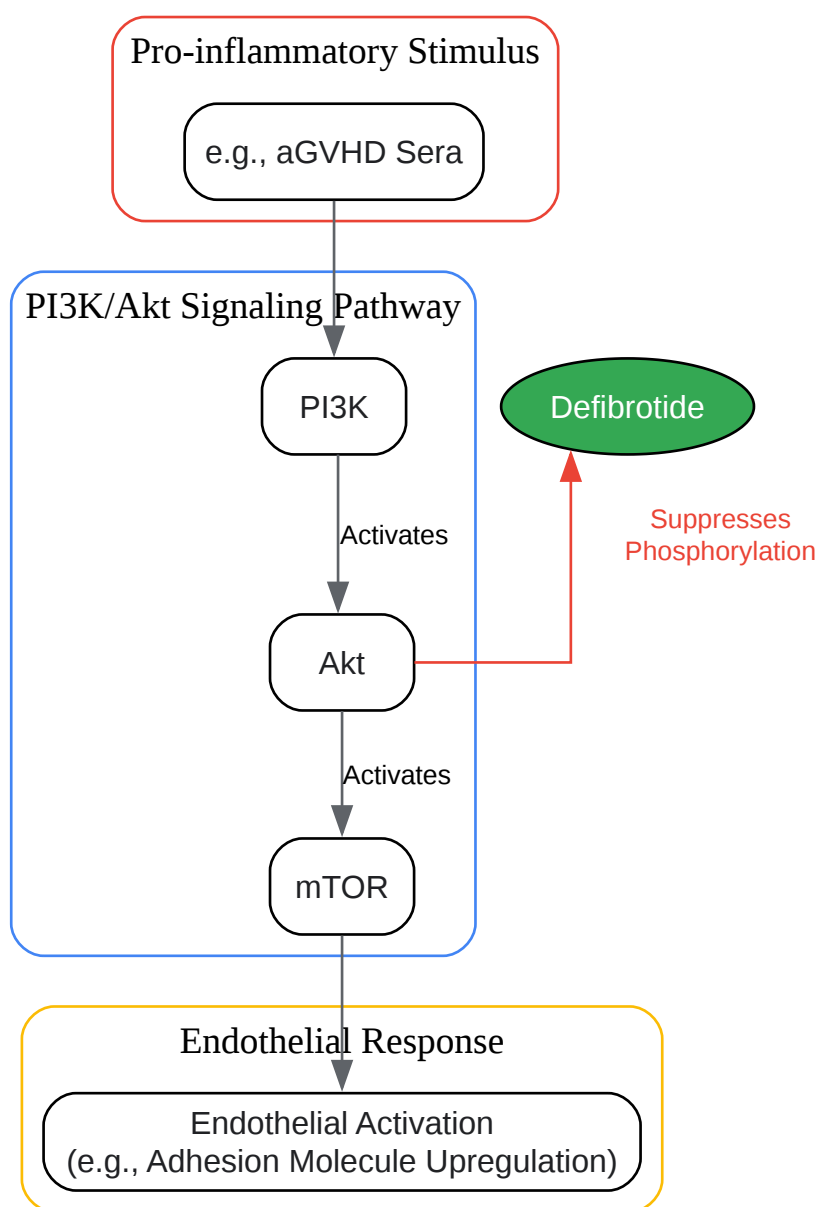 Pro-inflammatory Stimulus
e.g., aGVHD Sera
PI3K/Akt Signaling Pathway
PI3K
Defibrotide
Activates
Suppresses
Phosphorylation
Akt
Activates
mTOR
Endothelial Response
Endothelial Activation
(e.g., Adhesion Molecule Upregulation)